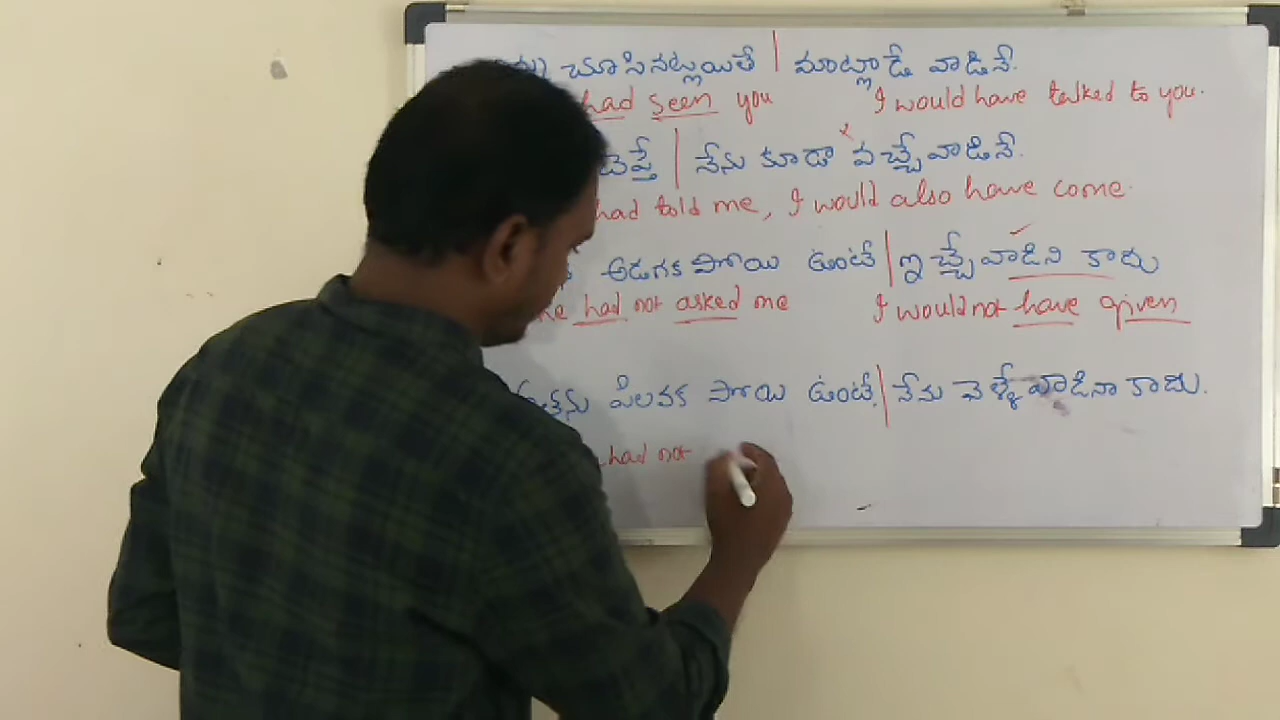 చూసినట్లుయితే | మాట్లాడే వాడినే.
had seen you I would have talked to you.
చెప్తే | నేను కూడా వచ్చేవాడినే.
had told me, I would also have come.
అడగక పోయి ఉంటే | ఇచ్చేవాడిని కాదు
had not asked me I would not have given
పిలవక పోయి ఉంటే, | నేను వెళ్ళేవాడినా కాదు.
had not